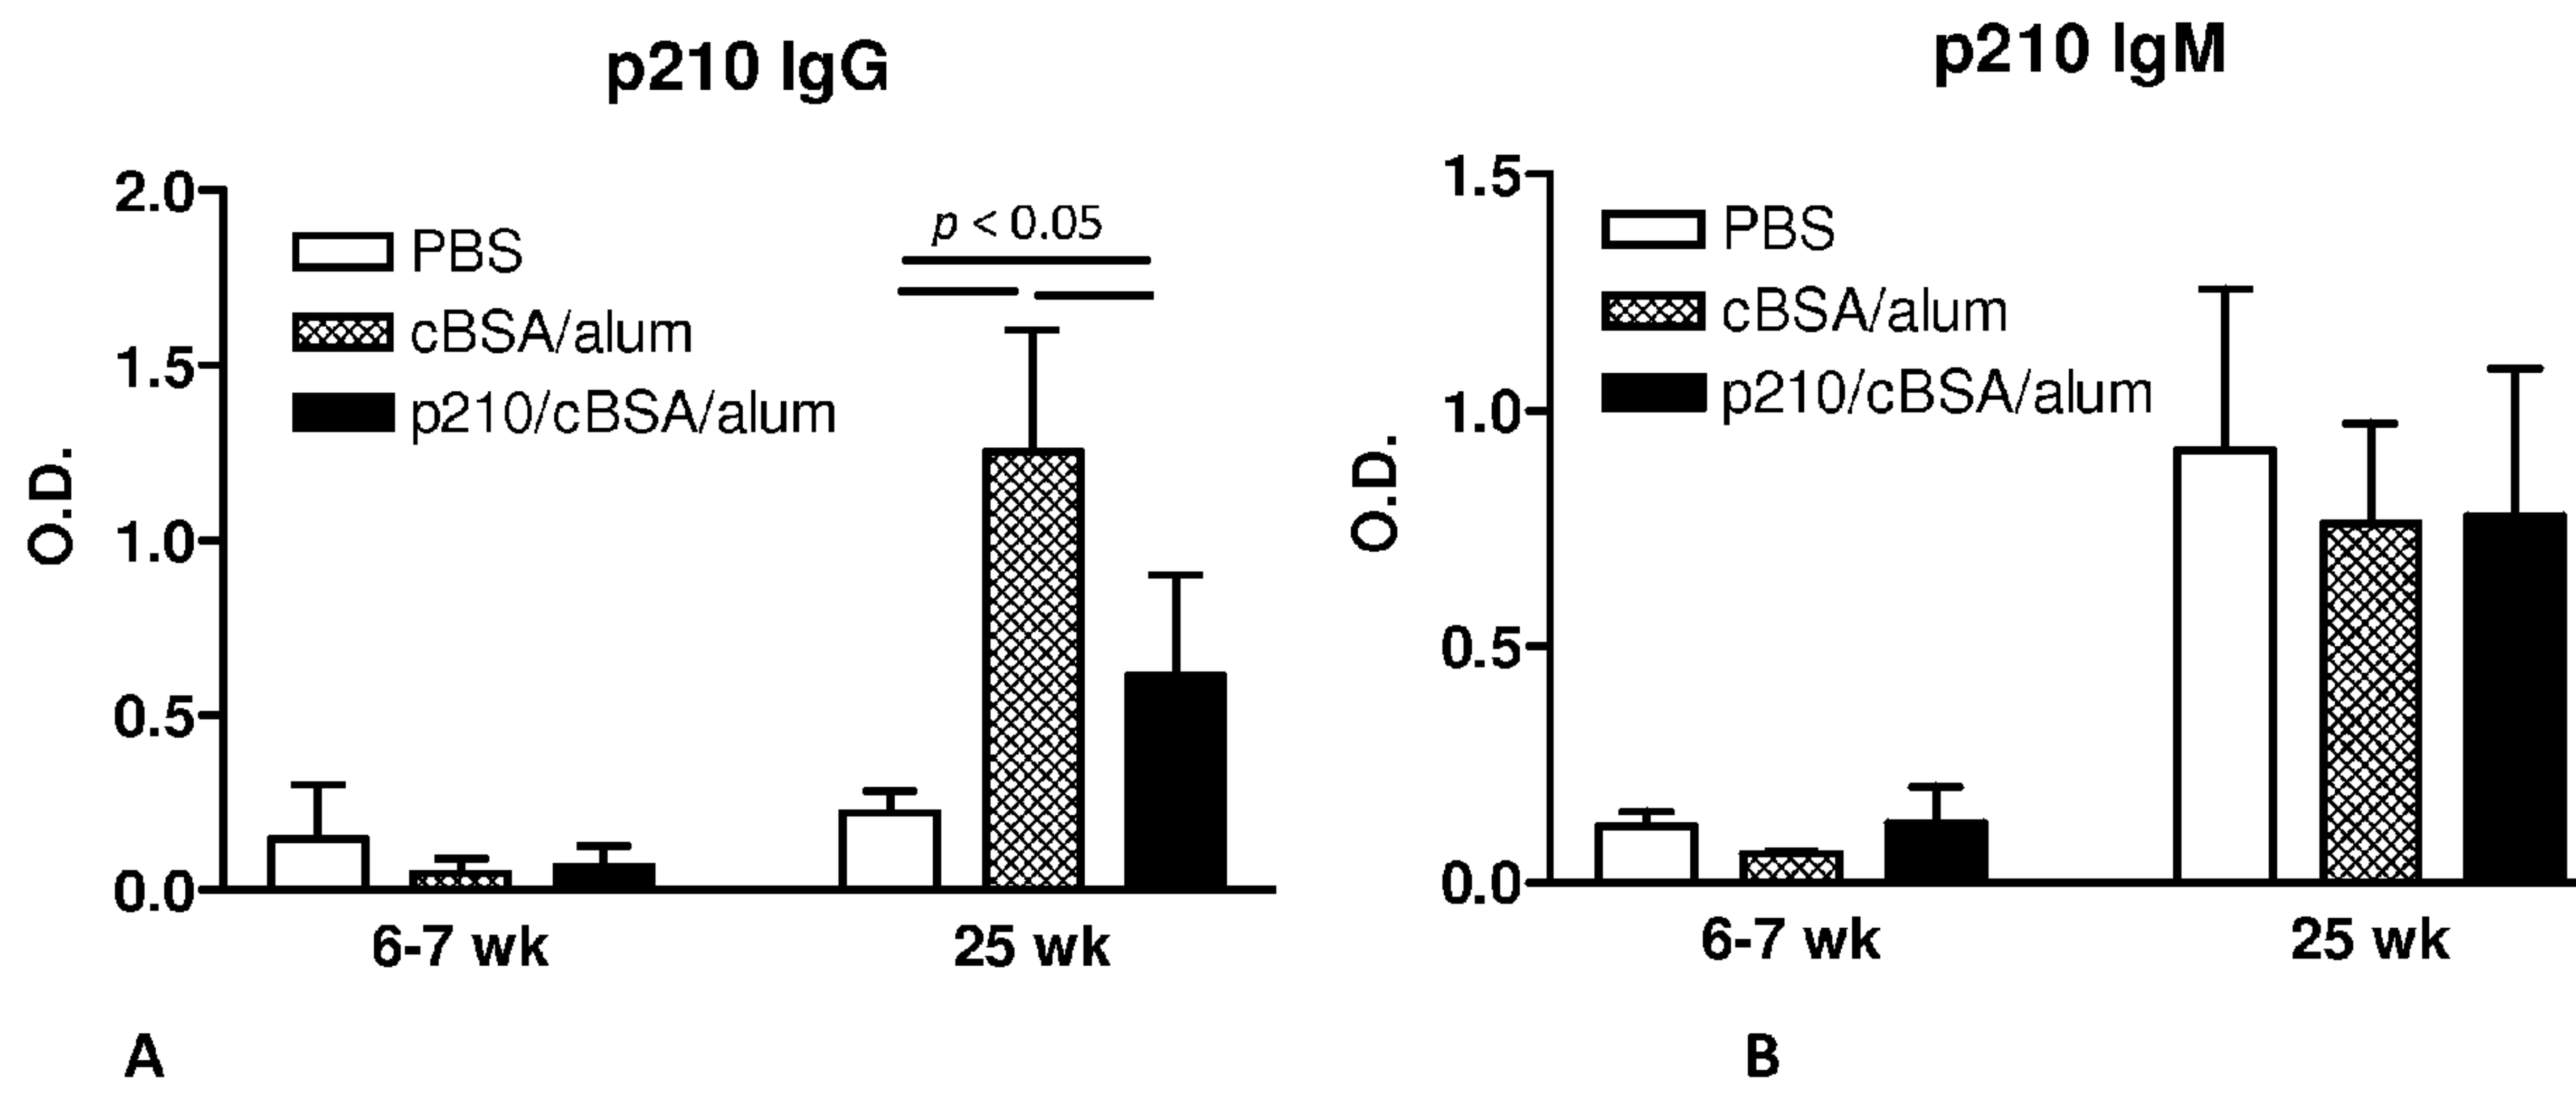 p210 IgG
2.0
1.5
1.0
0.5
0.0
O.D.
PBS
cBSA/alum
p210/cBSA/alum
p < 0.05
6-7 wk
25 wk
A
p210 IgM
1.5
1.0
0.5
0.0
O.D.
PBS
cBSA/alum
p210/cBSA/alum
6-7 wk
25 wk
B